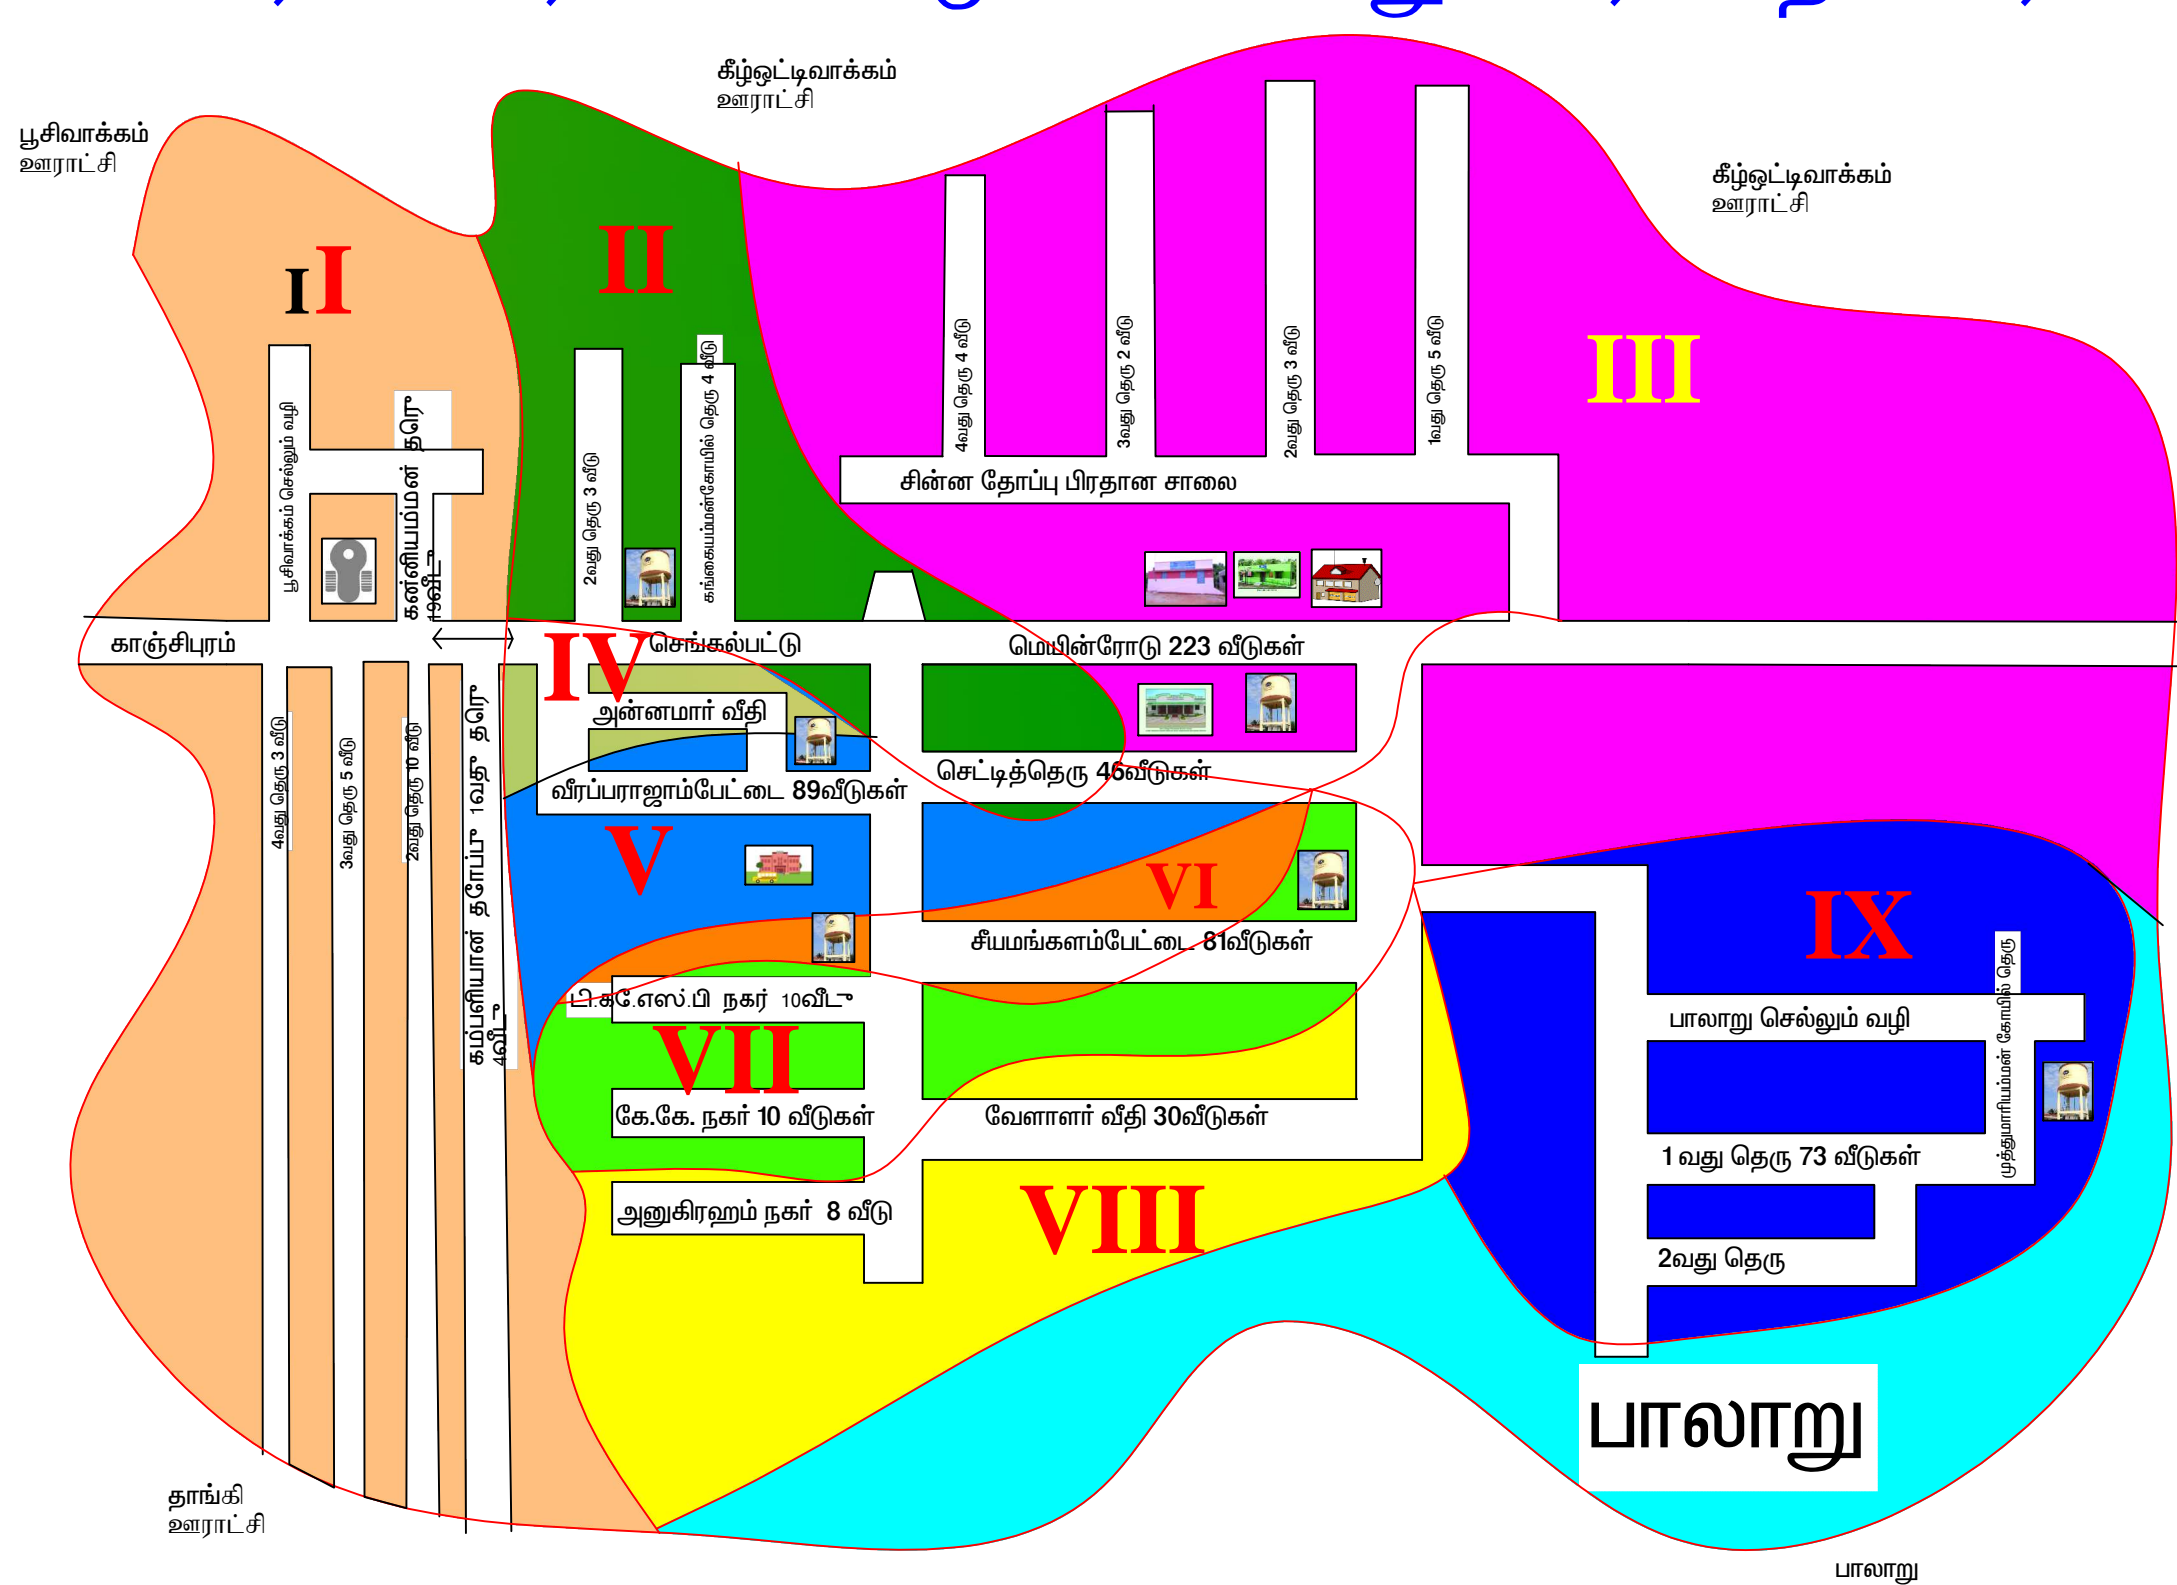 கீழ்ஒட்டிவாக்கம்
ஊராட்சி
பூசிவாக்கம்
ஊராட்சி
கீழ்ஒட்டிவாக்கம்
ஊராட்சி
I I
II
III
பூசிவாக்கம் செல்லும் வழி
கன்னியம்மன்
19வீடு
2வது தெரு 3 வீடு
கங்கையம்மன்கோயில் தெரு 4 வீடு
4வது தெரு 4 வீடு
3வது தெரு 2 வீடு
2வது தெரு 3 வீடு
1வது தெரு 5 வீடு
சின்ன தோப்பு பிரதான சாலை
காஞ்சிபுரம்
IV
செங்கல்பட்டு
மெயின்ரோடு 223 வீடுகள்
அன்னமார் வீதி
செட்டித்தெரு 46வீடுகள்
வீரப்பராஜாம்பேட்டை 89வீடுகள்
4வது தெரு 3 வீடு
3வது தெரு 5 வீடு
2வது தெரு 10 வீடு
கம்பளியான்
V
VI
IX
சீயமங்களம்பேட்டை 81வீடுகள்
டி.கே.எஸ்.பி நகர் 10வீடு
VII
பாலாறு செல்லும் வழி
முத்துமாரியம்மன் கோயில் தெரு
கே.கே. நகர் 10 வீடுகள்
வேளாளர் வீதி 30வீடுகள்
1வது தெரு 73 வீடுகள்
அனுகிரஹம் நகர் 8 வீடு
VIII
2வது தெரு
பாலாறு
தாங்கி
ஊராட்சி
பாலாறு